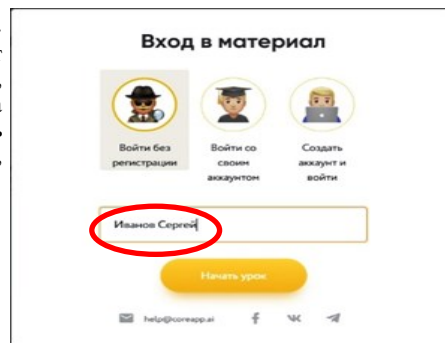 Вход в материал
Войти без регистрации
Войти со своим аккаунтом
Создать аккаунт и войти
Иванов Сергей
Начать урок
help@coreapp.ai